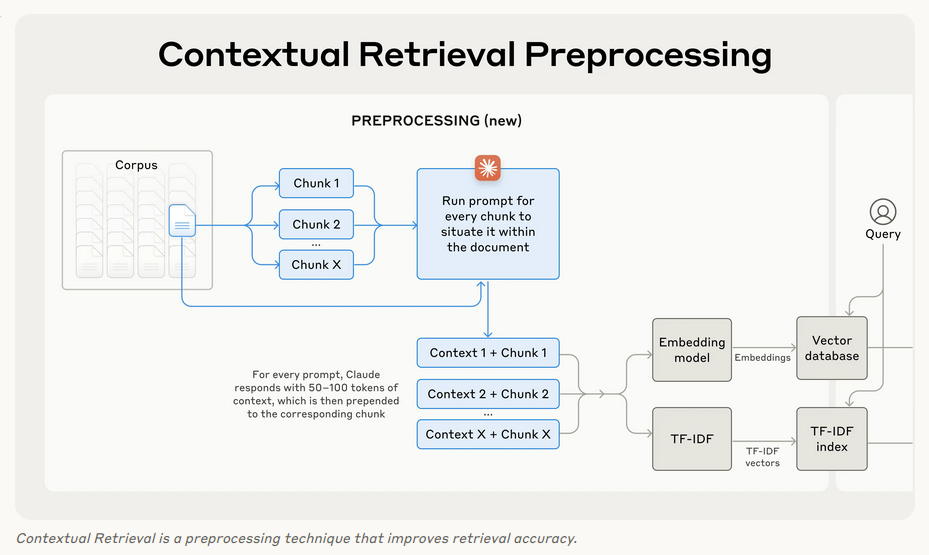 Contextual Retrieval Preprocessing
PREPROCESSING (new)
Corpus
Chunk 1
Chunk 2
...
Chunk X
Run prompt for
every chunk to
situate it within
the document
Query
For every prompt, Claude
responds with 50–100 tokens of
context, which is then prepended
to the corresponding chunk
Context 1 + Chunk 1
Context 2 + Chunk 2
...
Context X + Chunk X
Embedding
model
Embeddings
Vector
database
TF-IDF
TF-IDF
vectors
TF-IDF
index
Contextual Retrieval is a preprocessing technique that improves retrieval accuracy.